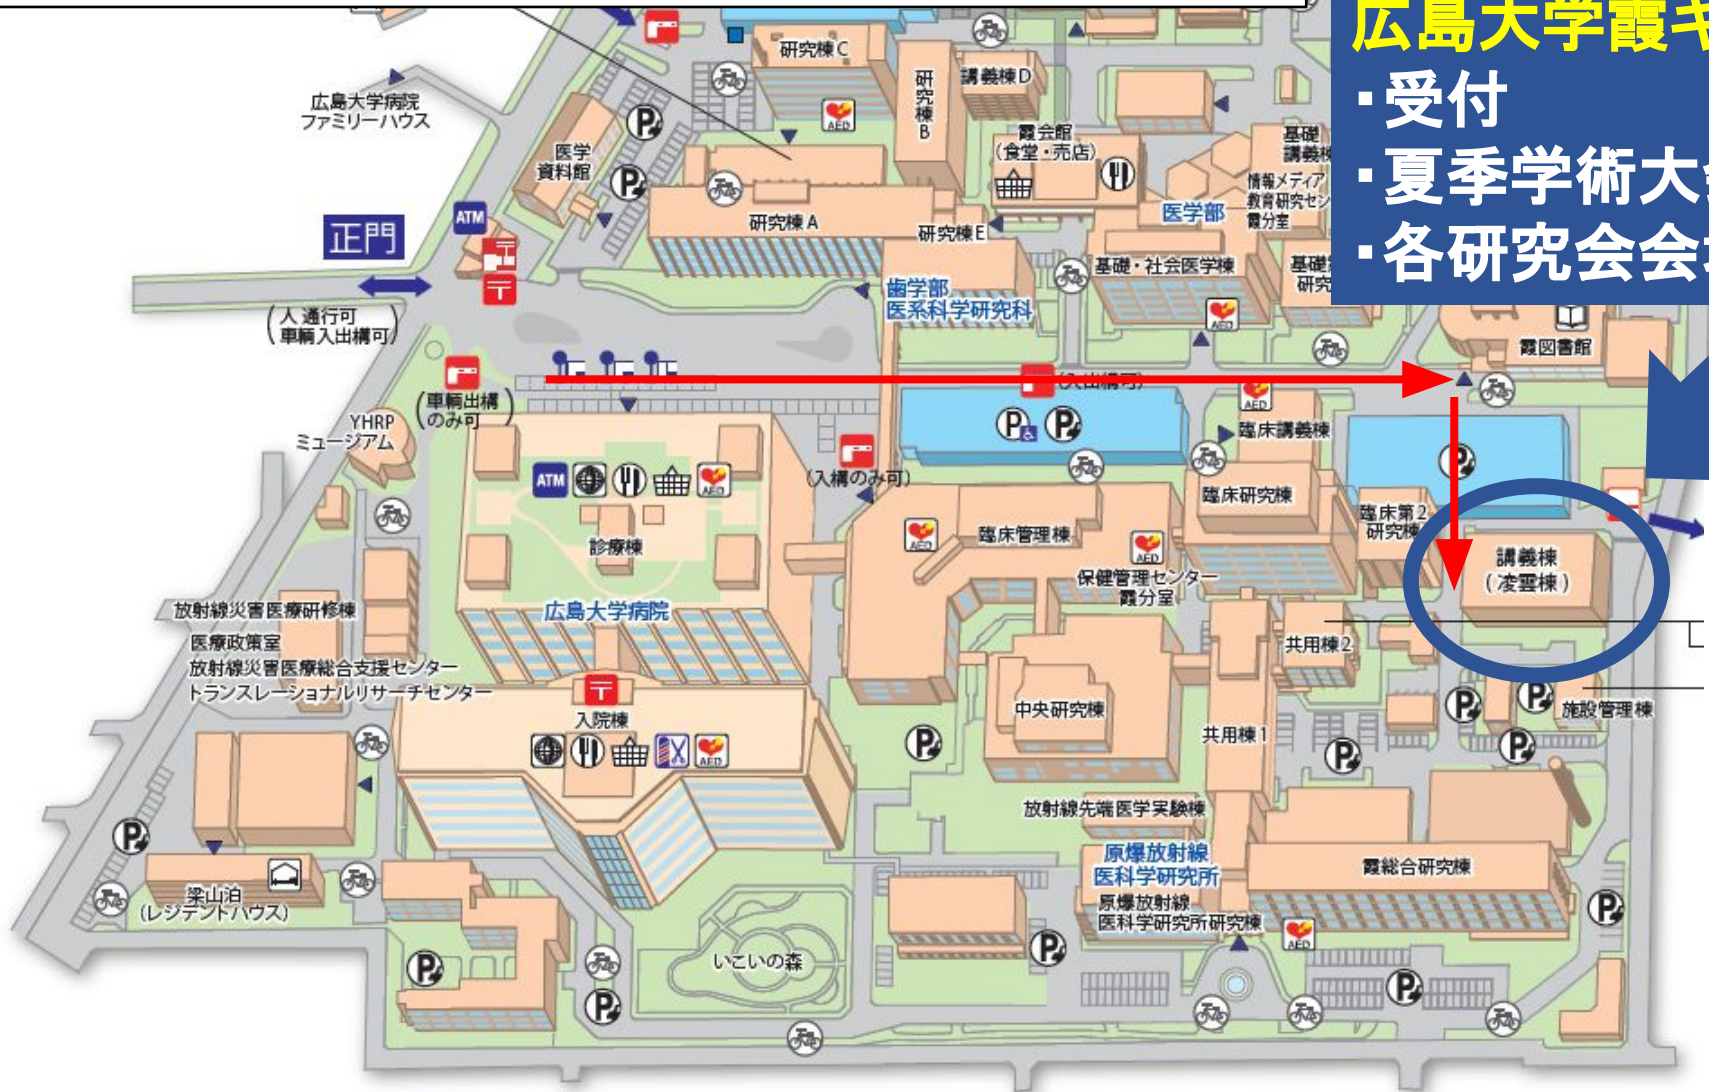 広島大学霞キ
・受付
・夏季学術大会
・各研究会会場
研究棟C
研究棟B
講義棟D
広島大学病院
ファミリーハウス
AED
医学
資料館
霞会館
(食堂・売店)
基礎
講義棟
情報メディア
教育研究セン
霞分室
医学部
ATM
正門
研究棟A
研究棟E
基礎・社会医学棟
基礎
研究
歯学部
医系科学研究科
(人 通行可
車輌入出構可)
AED
霞図書館
(車輌出構
のみ可)
(入出構可)
AED
YHRP
ミュージアム
臨床講義棟
(入構のみ可)
ATM
AED
臨床研究棟
臨床第2
研究棟
診療棟
AED
臨床管理棟
AED
講義棟
(凌雲棟)
保健管理センター
霞分室
放射線災害医療研修棟
広島大学病院
医療政策室
放射線災害医療総合支援センター
トランスレーショナルリサーチセンター
共用棟2
入院棟
中央研究棟
共用棟1
施設管理棟
AED
放射線先端医学実験棟
原爆放射線
医科学研究所
霞総合研究棟
梁山泊
(レジデントハウス)
原爆放射線
医科学研究所研究棟
AED
いこいの森